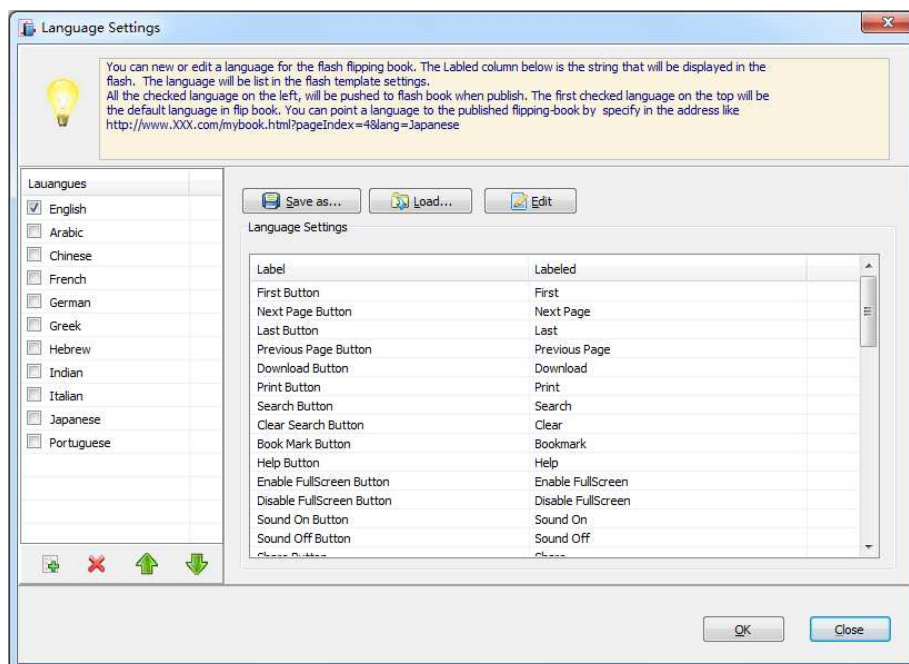 Language Settings
You can new or edit a language for the flash flipping book. The Labled column below is the string that will be displayed in the
flash. The language will be list in the flash template settings.
All the checked language on the left, will be pushed to flash book when publish. The first checked language on the top will be
the default language in flip book. You can point a language to the published flipping-book by specify in the address like
http://www.XXX.com/mybook.html?pageIndex=4&lang=Japanese
Lauangues
English
Arabic
Chinese
French
German
Greek
Hebrew
Indian
Italian
Japanese
Portuguese
Save as... Load... Edit
Language Settings
Label Labeled
First Button First
Next Page Button Next Page
Last Button Last
Previous Page Button Previous Page
Download Button Download
Print Button Print
Search Button Search
Clear Search Button Clear
Book Mark Button Bookmark
Help Button Help
Enable FullScreen Button Enable FullScreen
Disable FullScreen Button Disable FullScreen
Sound On Button Sound On
Sound Off Button Sound Off
Share Button Share
OK Close